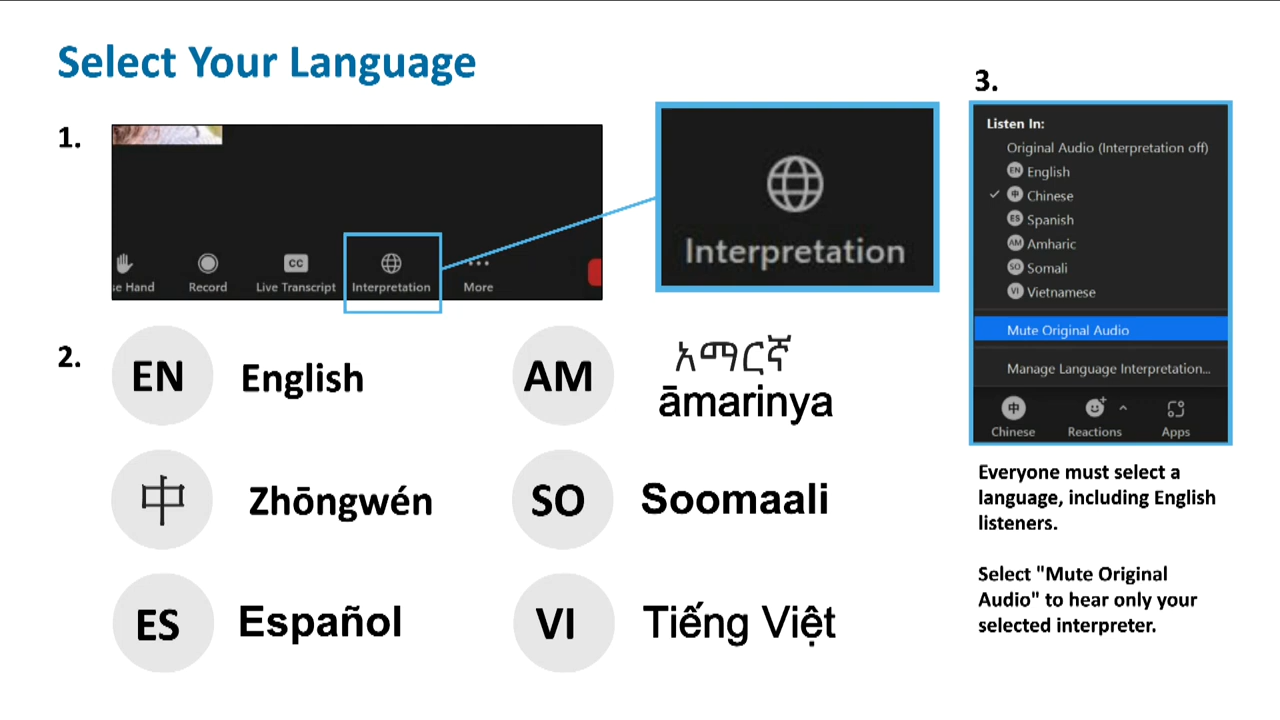 Select Your Language
1.
se Hand
Record
CC
Live Transcript
Interpretation
More
Interpretation
2.
EN English
AM አማርኛ
āmarinya
中 Zhōngwén
SO Soomaali
ES Español
VI Tiếng Việt
3.
Listen In:
Original Audio (Interpretation off)
EN English
中 Chinese
ES Spanish
AM Amharic
SO Somali
VI Vietnamese
Mute Original Audio
Manage Language Interpretation...
中
Chinese
Reactions
Apps
Everyone must select a
language, including English
listeners.
Select "Mute Original
Audio" to hear only your
selected interpreter.